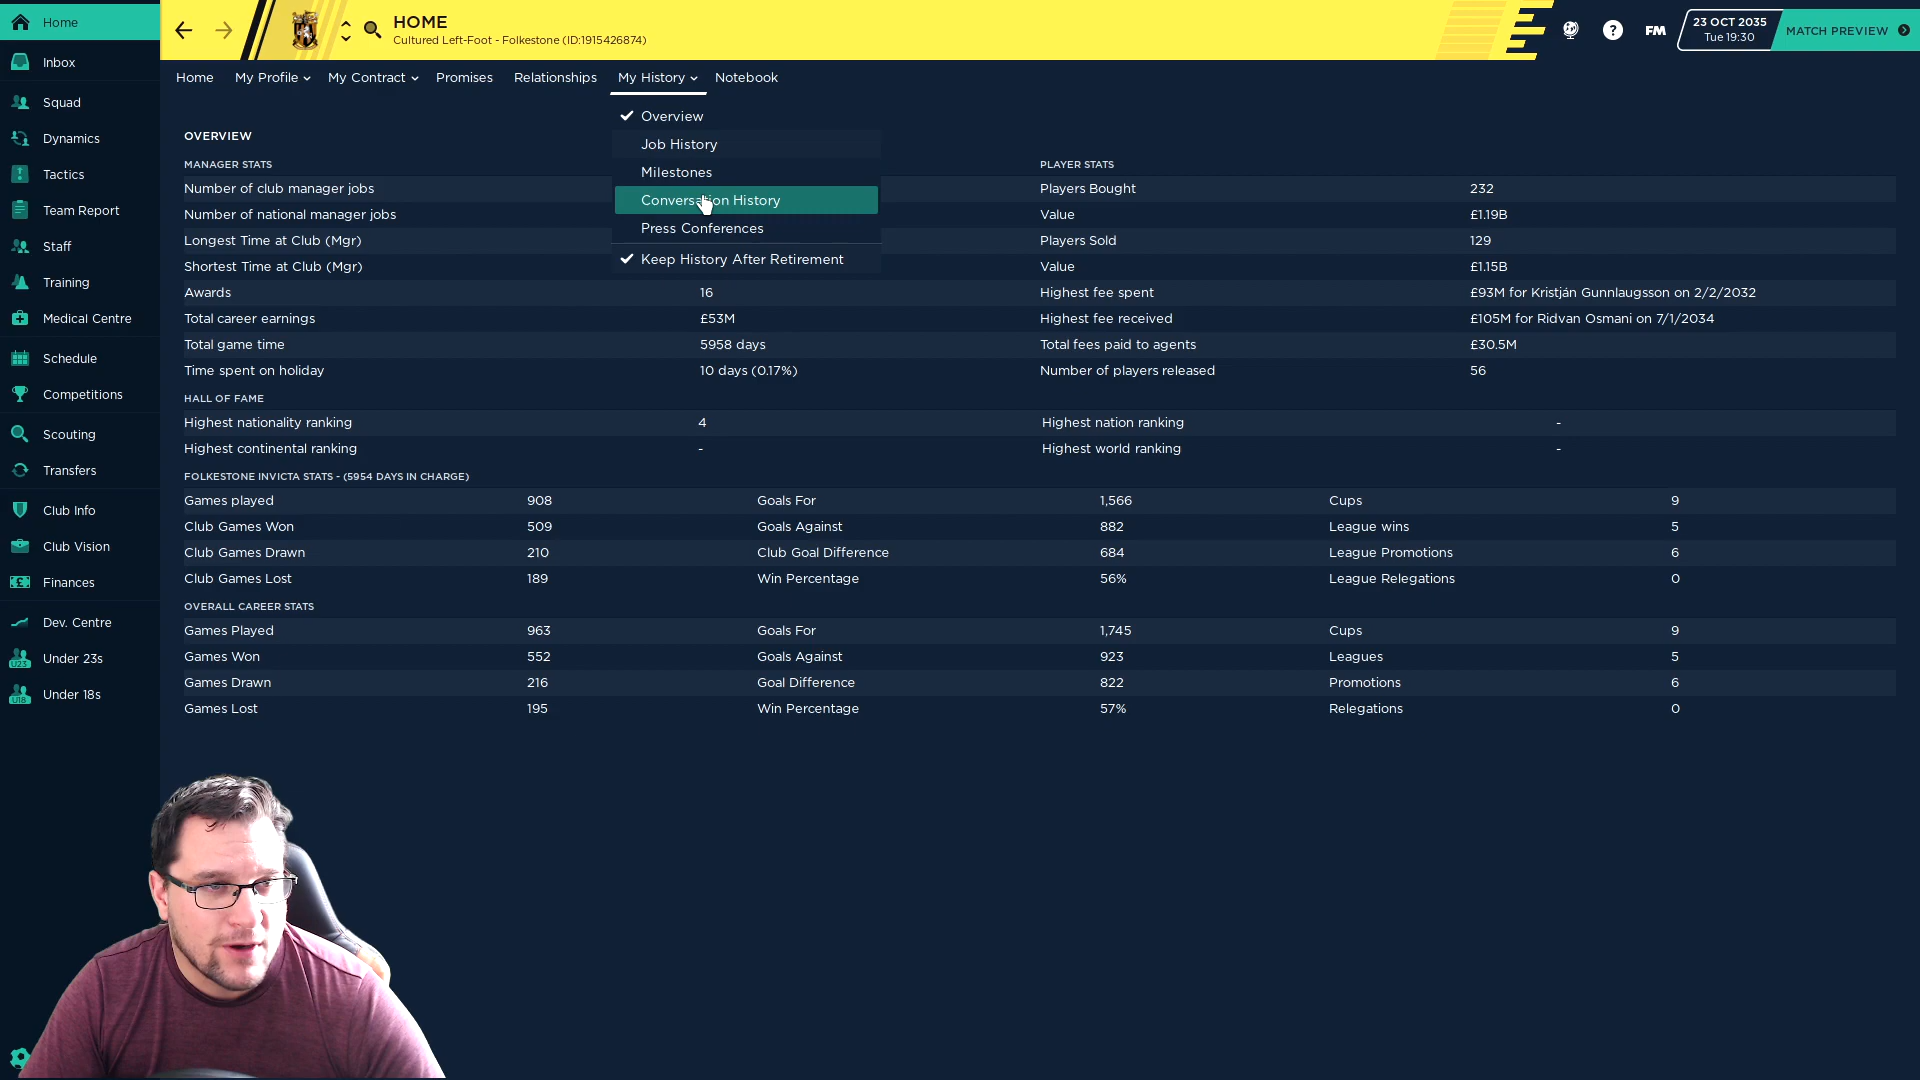 Home
HOME
Cultured Left-Foot - Folkestone (ID:1915426874)
?
FM
23 OCT 2035
Tue 19:30
MATCH PREVIEW
Inbox
Squad
Dynamics
Tactics
Team Report
Staff
Training
Medical Centre
Schedule
Competitions
Scouting
Transfers
Club Info
Club Vision
Finances
Dev. Centre
U23 Under 23s
U18 Under 18s
Home My Profile My Contract Promises Relationships My History Notebook
Overview
Job History
Milestones
Conversation History
Press Conferences
Keep History After Retirement
OVERVIEW
MANAGER STATS
Number of club manager jobs
Number of national manager jobs
Longest Time at Club (Mgr)
Shortest Time at Club (Mgr)
Awards 16
Total career earnings £53M
Total game time 5958 days
Time spent on holiday 10 days (0.17%)
PLAYER STATS
Players Bought 232
Value £1.19B
Players Sold 129
Value £1.15B
Highest fee spent £93M for Kristján Gunnlaugsson on 2/2/2032
Highest fee received £105M for Ridvan Osmani on 7/1/2034
Total fees paid to agents £30.5M
Number of players released 56
HALL OF FAME
Highest nationality ranking 4 Highest nation ranking -
Highest continental ranking - Highest world ranking -
FOLKESTONE INVICTA STATS - (5954 DAYS IN CHARGE)
Games played 908 Goals For 1,566 Cups 9
Club Games Won 509 Goals Against 882 League wins 5
Club Games Drawn 210 Club Goal Difference 684 League Promotions 6
Club Games Lost 189 Win Percentage 56% League Relegations 0
OVERALL CAREER STATS
Games Played 963 Goals For 1,745 Cups 9
Games Won 552 Goals Against 923 Leagues 5
Games Drawn 216 Goal Difference 822 Promotions 6
Games Lost 195 Win Percentage 57% Relegations 0